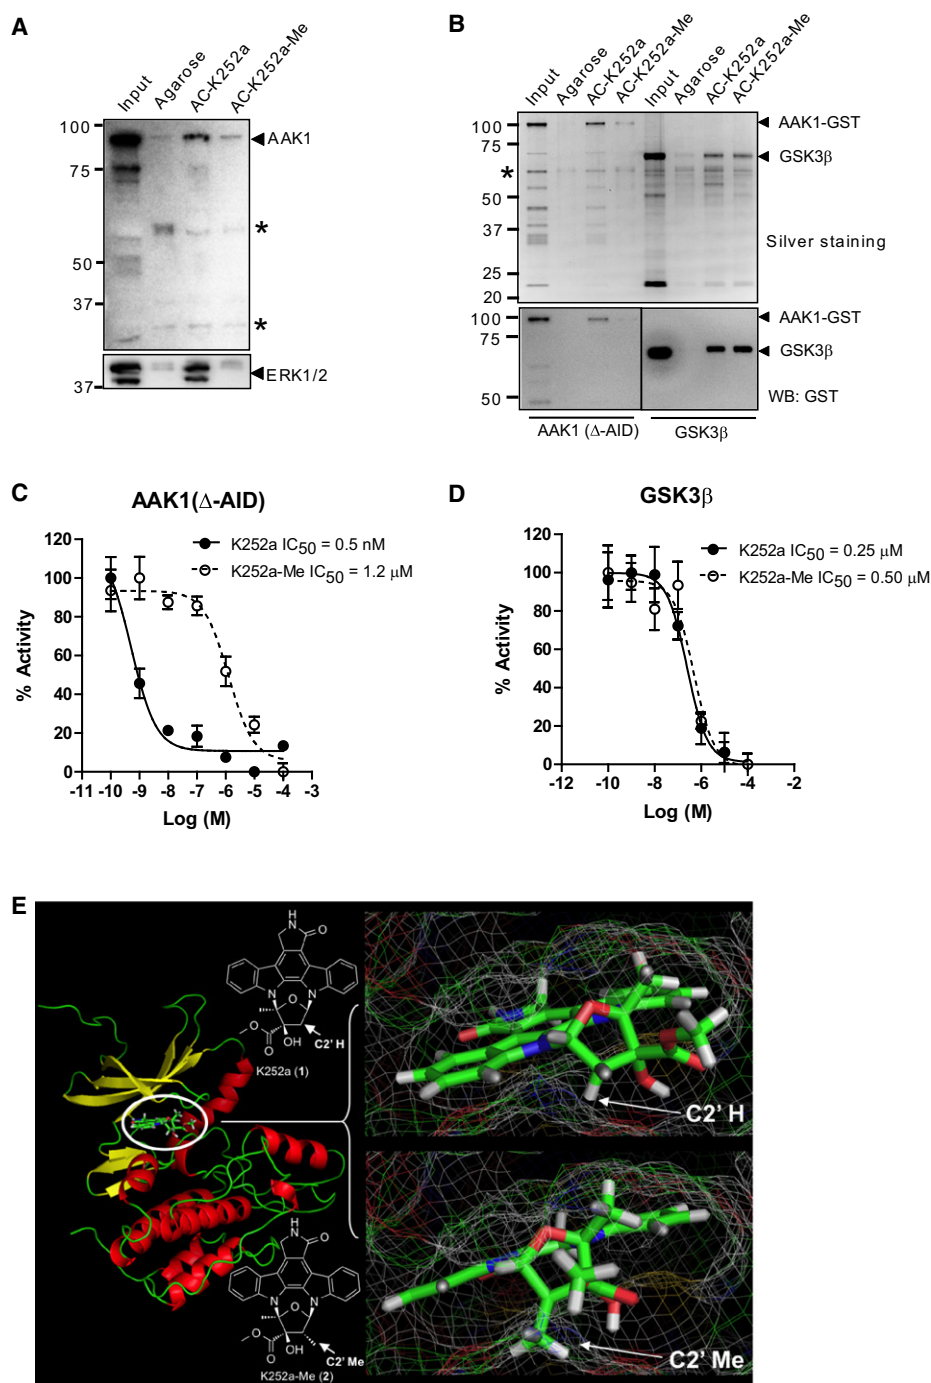 A
Input
Agarose
AC-K252a
AC-K252a-Me
100
75
50
37
37
AAK1
*
*
ERK1/2
B
Input
Agarose
AC-K252a
AC-K252a-Me
Input
Agarose
AC-K252a
AC-K252a-Me
100
75
*
50
37
25
20
AAK1-GST
GSK3β
Silver staining
100
75
50
AAK1-GST
GSK3β
WB: GST
AAK1 (Δ-AID)
GSK3β
C
AAK1(Δ-AID)
K252a IC50 = 0.5 nM
K252a-Me IC50 = 1.2 μM
% Activity
120
100
80
60
40
20
0
-11 -10 -9 -8 -7 -6 -5 -4 -3
Log (M)
D
GSK3β
K252a IC50 = 0.25 μM
K252a-Me IC50 = 0.50 μM
% Activity
120
100
80
60
40
20
0
-12 -10 -8 -6 -4 -2
Log (M)
E
H
N
O
N
O
N
O
O
OH
C2' H
K252a (1)
C2' H
H
N
O
N
O
N
O
O
OH
C2' Me
K252a-Me (2)
C2' Me